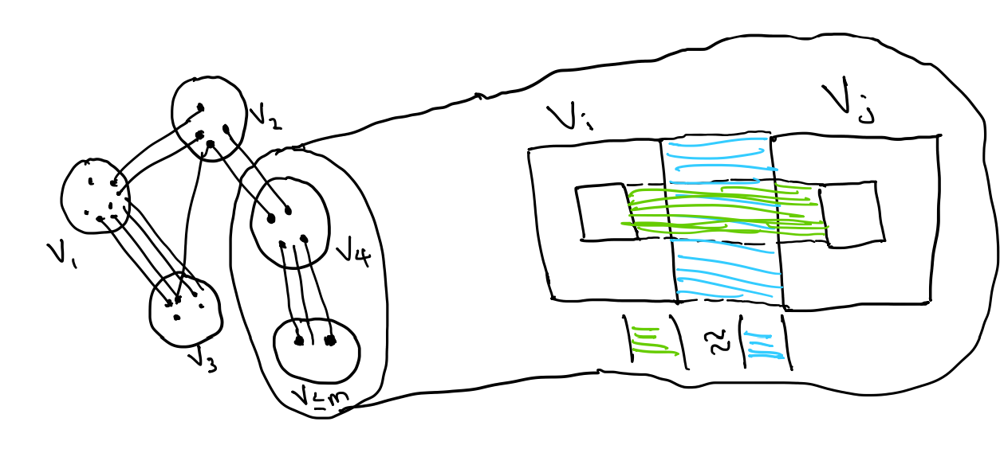 V₂
V₁
V₃
V₄
V≤m
Vᵢ
Vⱼ
| | ≈ | |